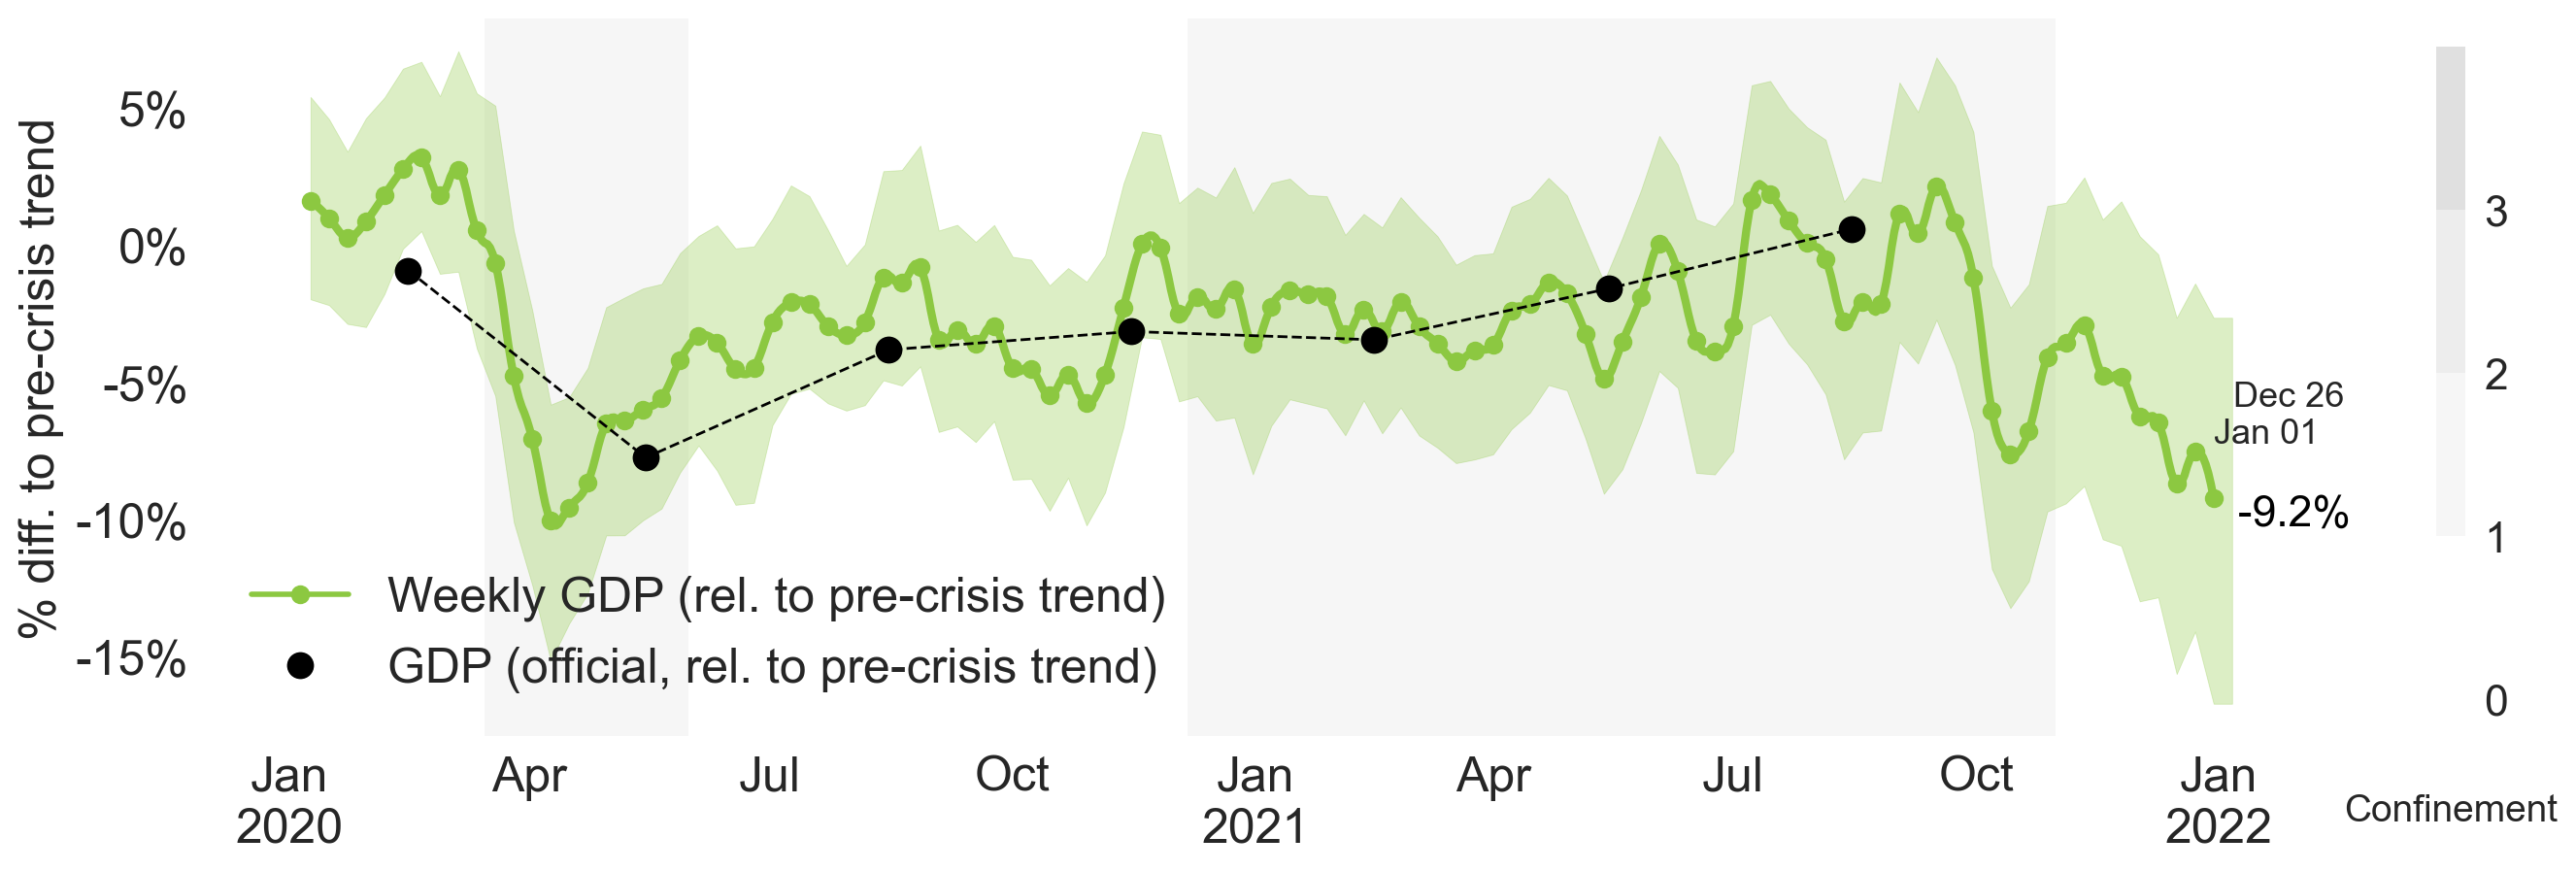 % diff. to pre-crisis trend
5%
0%
-5%
-10%
-15%
Weekly GDP (rel. to pre-crisis trend)
GDP (official, rel. to pre-crisis trend)
Dec 26
Jan 01
-9.2%
3
2
1
0
Confinement
Jan Apr Jul Oct Jan Apr Jul Oct Jan
2020 2021 2022